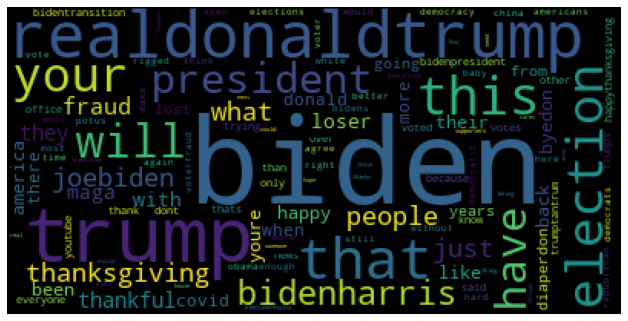 bidentransition even elections would democracy china americans
realdonaldtrump
vote rigged think voter white bidenpresident
your president going from other baby
office fraud what donald more better this
they lost bidens loser their voted votes byedon
potus trying
america most time will over agree biden
there again voterfraud than right because here
joebiden only
maga with
thank dont happy people years back
youtube thats youre when know
trump still without that just have
thanksgiving like
obama enough said
been covid hard
everyone thankful bidenharris
diaperdon
trumptantrum
democrats
republican
trumps
election
happythanksgiving
real